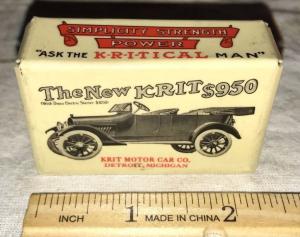 SIMPLICITY STRENGTH
POWER
"ASK THE K-R-I-T-I-C-A-L MAN"
The New KRIT $950
KRIT MOTOR CAR CO.
DETROIT, MICHIGAN
INCH 1 MADE IN CHINA 2